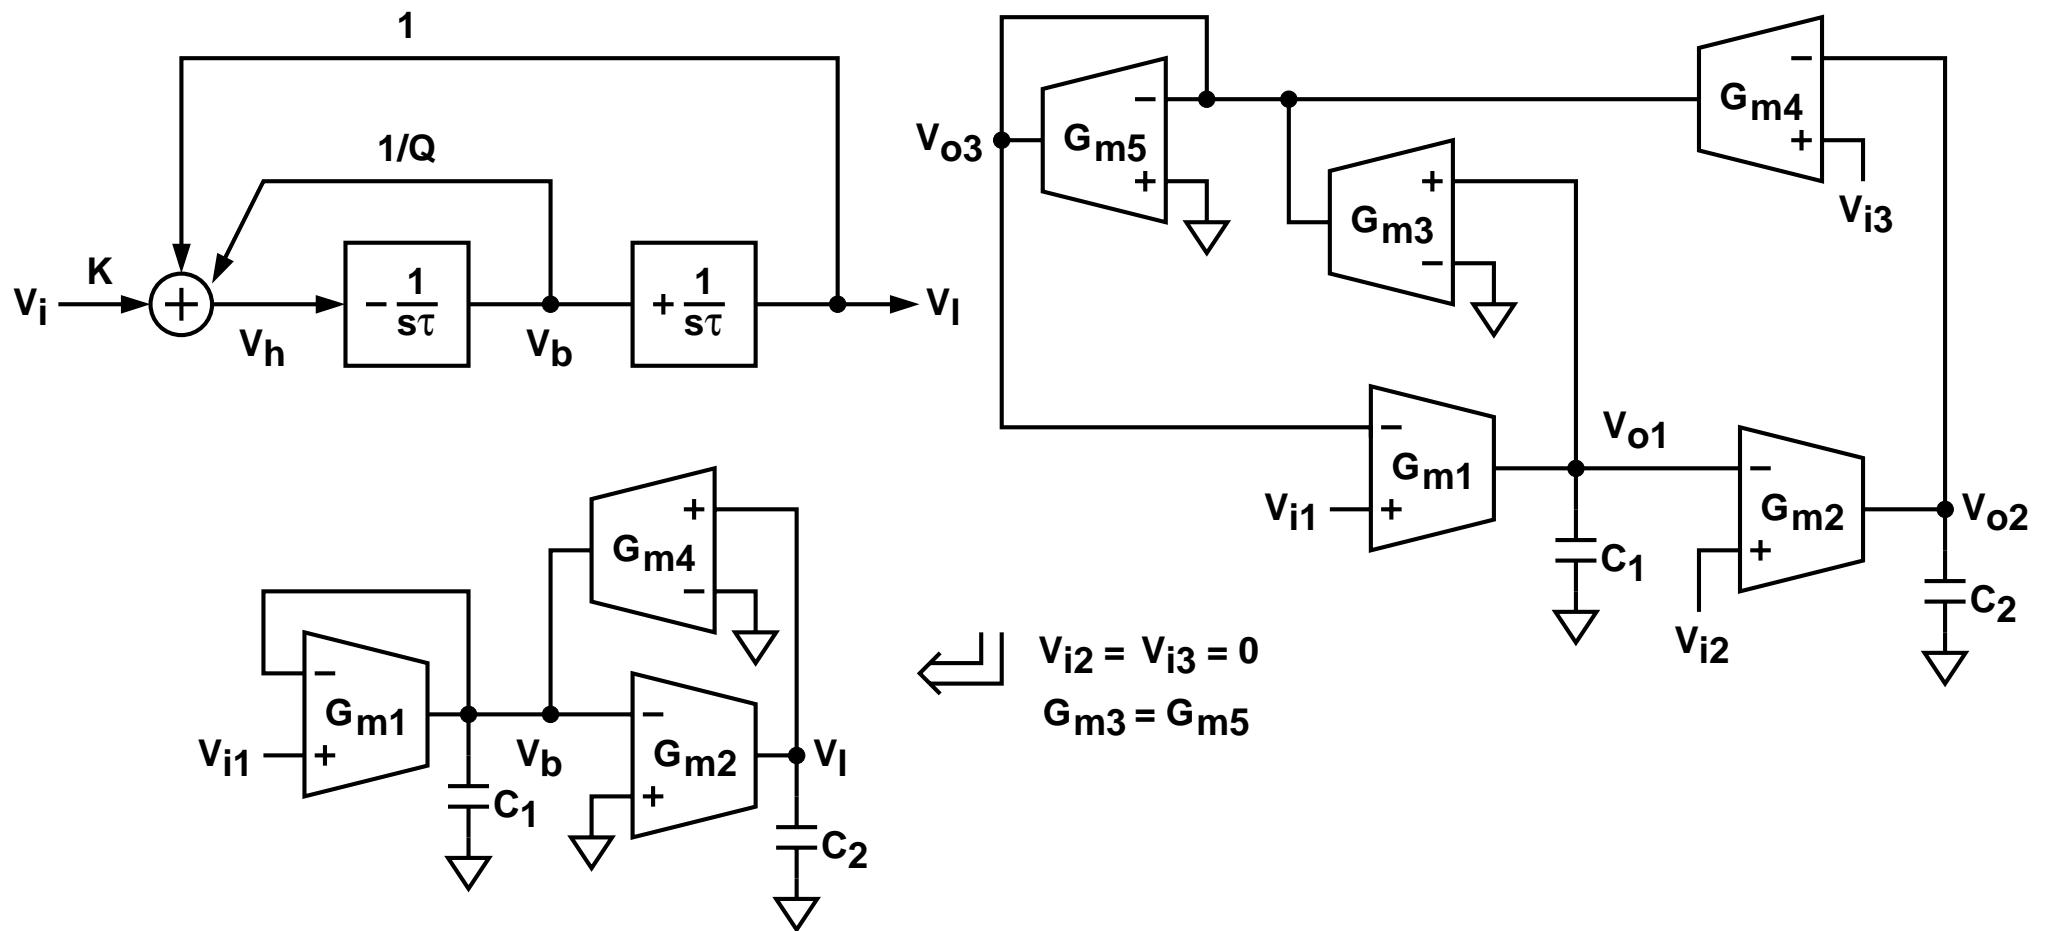 1
1/Q
K
Vi
+
Vh
− 1/sτ
Vb
+ 1/sτ
Vl
Vo3
Gm5
−
+
Gm3
+
−
Gm4
−
+
Vi3
Vi1
Gm1
−
+
Vo1
C1
Gm2
−
+
Vi2
Vo2
C2
Vi2 = Vi3 = 0
Gm3 = Gm5
Gm4
+
−
Vi1
Gm1
−
+
Vb
C1
Gm2
−
+
Vl
C2